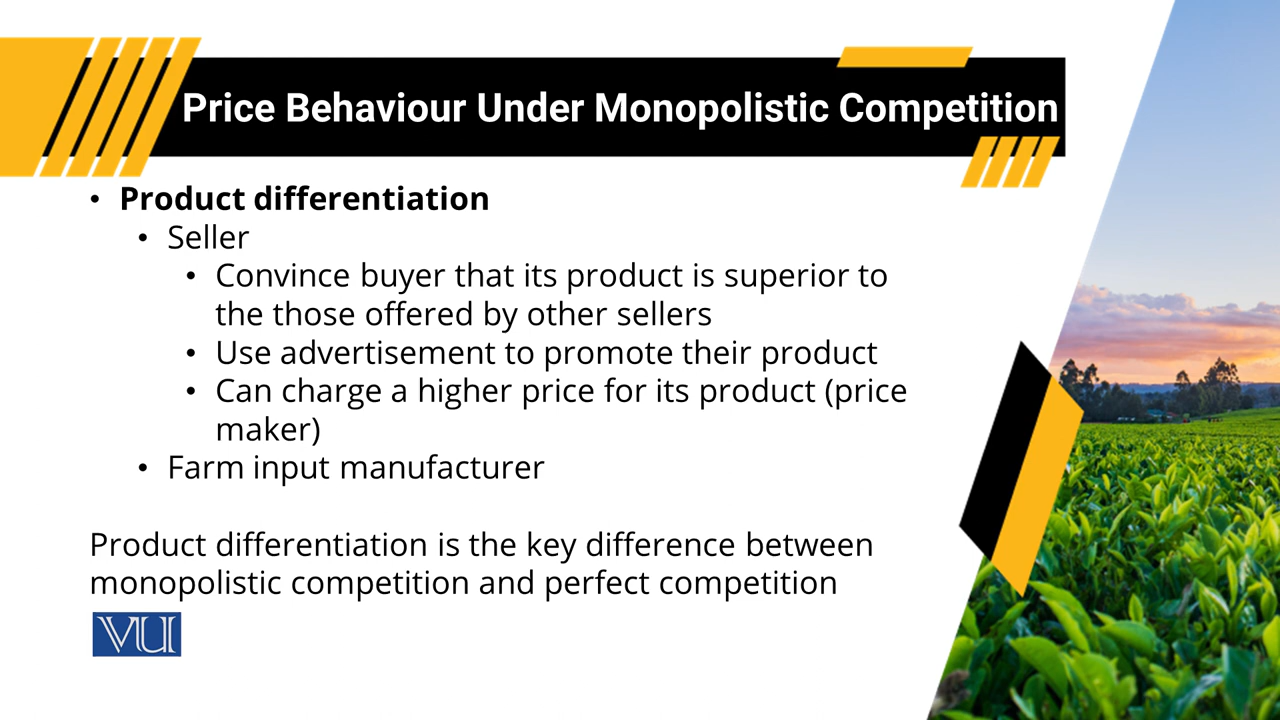 Price Behaviour Under Monopolistic Competition
• Product differentiation
• Seller
• Convince buyer that its product is superior to
the those offered by other sellers
• Use advertisement to promote their product
• Can charge a higher price for its product (price
maker)
• Farm input manufacturer
Product differentiation is the key difference between
monopolistic competition and perfect competition
VU